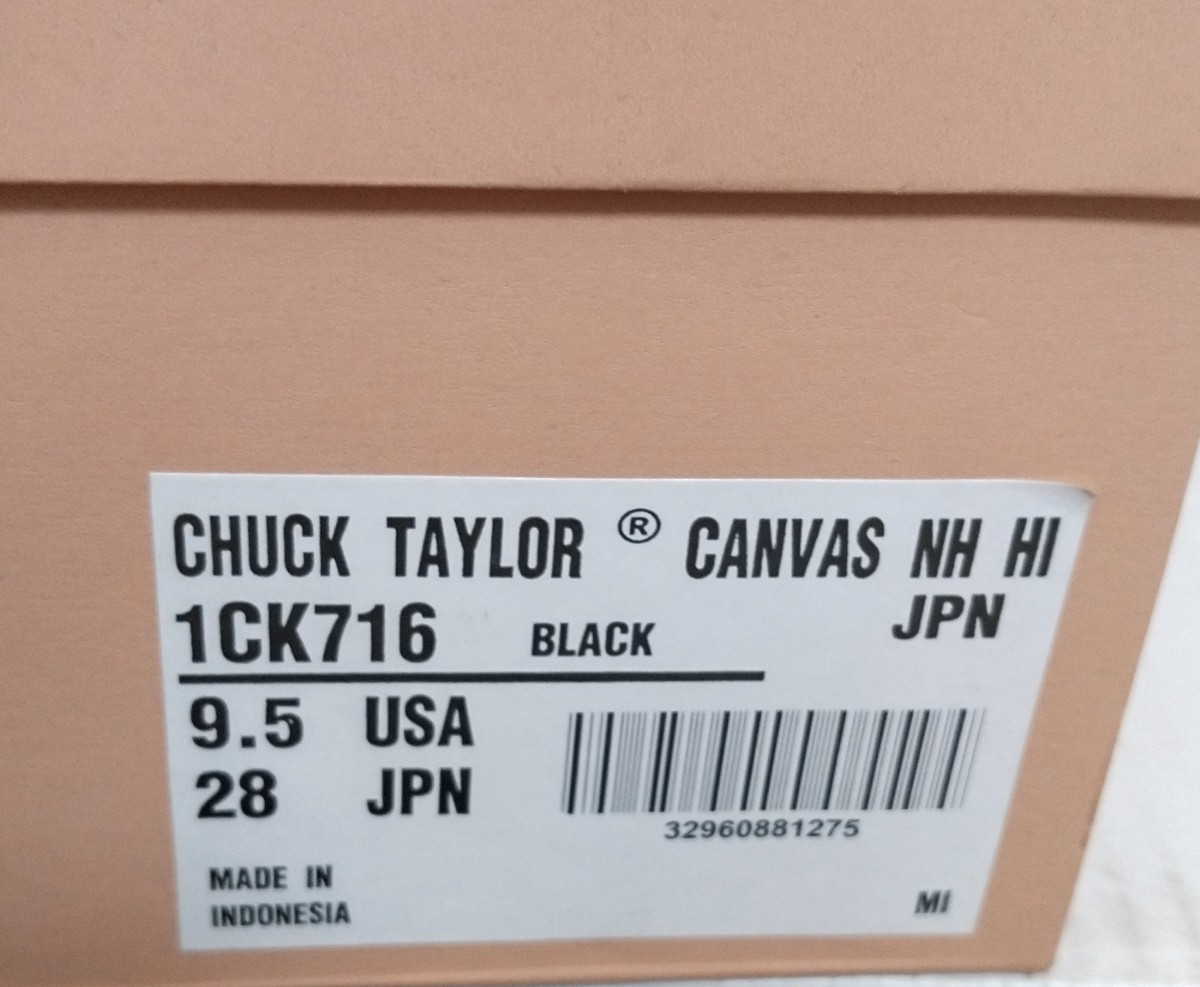 CHUCK TAYLOR ® CANVAS NH HI
JPN
1CK716 BLACK
9.5 USA
28 JPN
32960881275
MADE IN
INDONESIA
MI